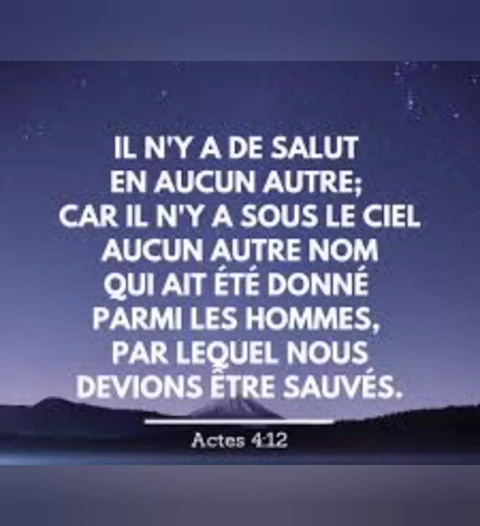 IL N'Y A DE SALUT
EN AUCUN AUTRE;
CAR IL N'Y A SOUS LE CIEL
AUCUN AUTRE NOM
QUI AIT ÉTÉ DONNÉ
PARMI LES HOMMES,
PAR LEQUEL NOUS
DEVIONS ÊTRE SAUVÉS.
Actes 4:12